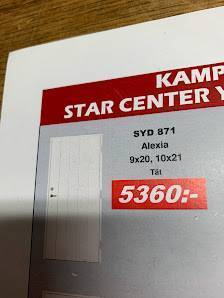 KAMP
STAR CENTER Y
SYD 871
Alexia
9x20, 10x21
Tät
5360:-